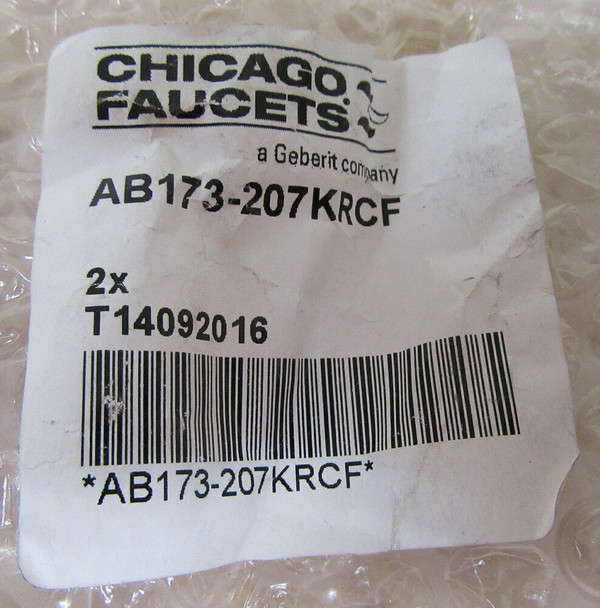 CHICAGO
FAUCETS
a Geberit company
AB173-207KRCF
2x
T14092016
*AB173-207KRCF*